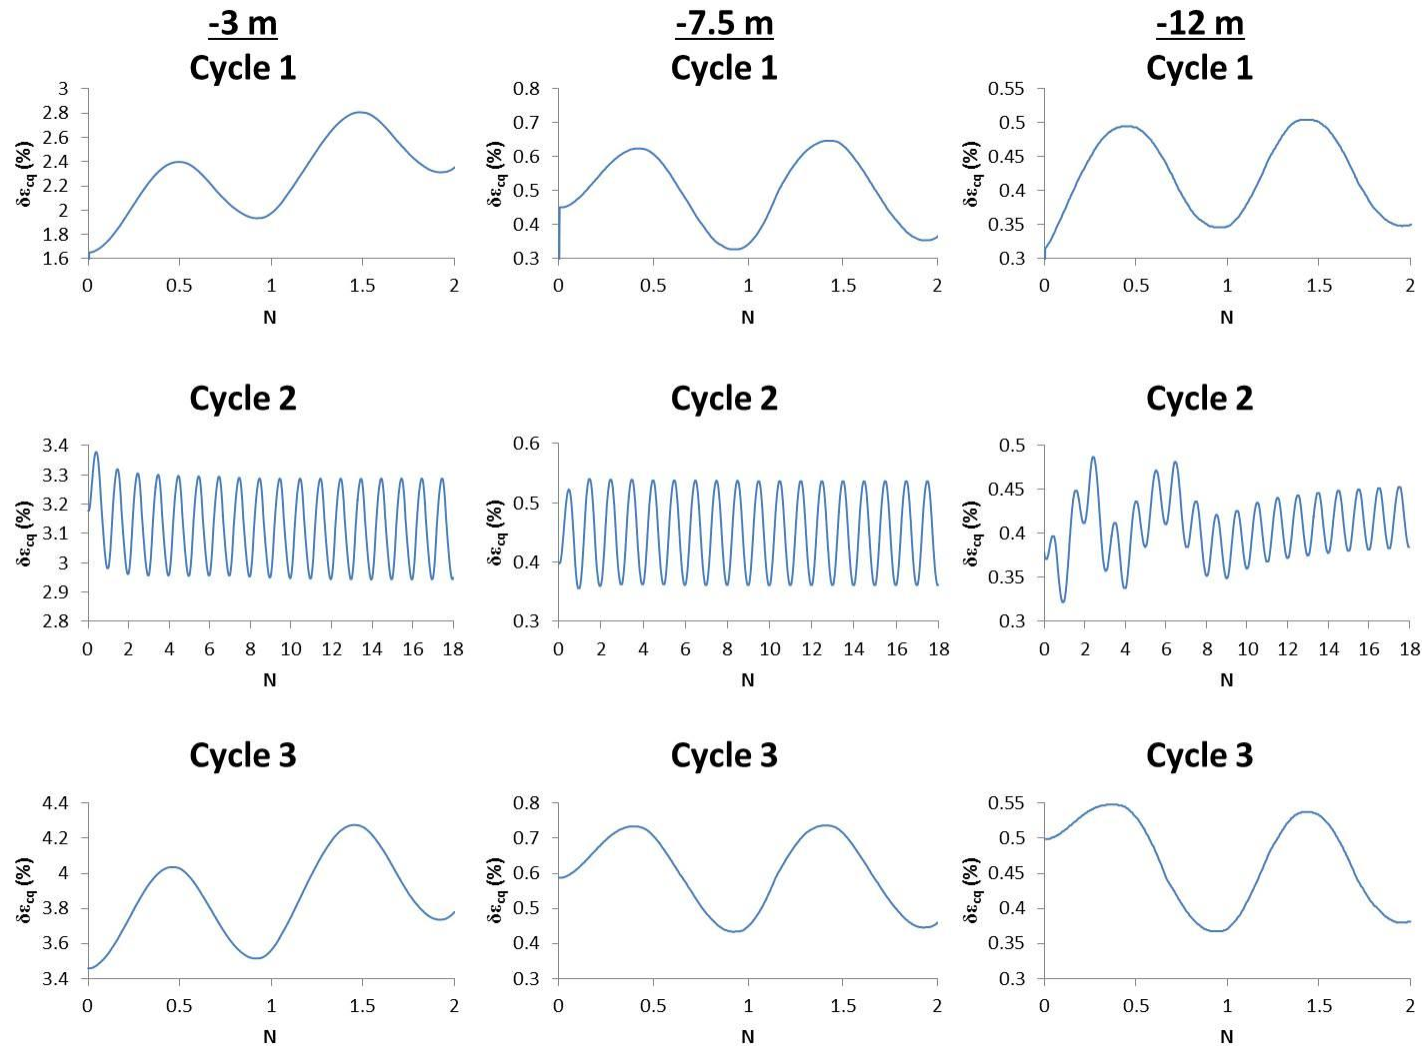 -3 m -7.5 m -12 m
Cycle 1 Cycle 1 Cycle 1
3 2.8 2.6 2.4 2.2 2 1.8 1.6
δεcq (%)
0 0.5 1 1.5 2
N
0.8 0.7 0.6 0.5 0.4 0.3
δεcq (%)
0 0.5 1 1.5 2
N
0.55 0.5 0.45 0.4 0.35 0.3
δεcq (%)
0 0.5 1 1.5 2
N
Cycle 2 Cycle 2 Cycle 2
3.4 3.3 3.2 3.1 3 2.9 2.8
δεcq (%)
0 2 4 6 8 10 12 14 16 18
N
0.6 0.5 0.4 0.3
δεcq (%)
0 2 4 6 8 10 12 14 16 18
N
0.5 0.45 0.4 0.35 0.3
δεcq (%)
0 2 4 6 8 10 12 14 16 18
N
Cycle 3 Cycle 3 Cycle 3
4.4 4.2 4 3.8 3.6 3.4
δεcq (%)
0 0.5 1 1.5 2
N
0.8 0.7 0.6 0.5 0.4 0.3
δεcq (%)
0 0.5 1 1.5 2
N
0.55 0.5 0.45 0.4 0.35 0.3
δεcq (%)
0 0.5 1 1.5 2
N